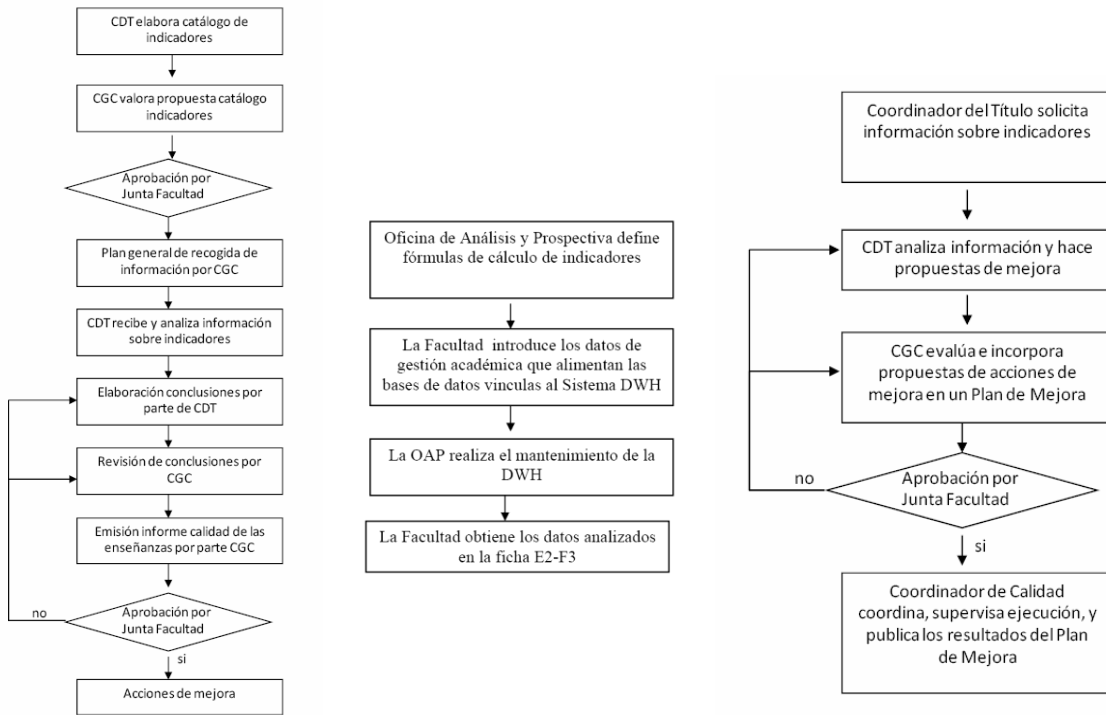 CDT elabora catálogo de
indicadores
CGC valora propuesta catálogo
indicadores
Aprobación por
Junta Facultad
Plan general de recogida de
información por CGC
CDT recibe y analiza información
sobre indicadores
Elaboración conclusiones por
parte de CDT
Revisión de conclusiones por
CGC
Emisión informe calidad de las
enseñanzas por parte CGC
no
Aprobación por
Junta Facultad
si
Acciones de mejora
Oficina de Análisis y Prospectiva define
fórmulas de cálculo de indicadores
La Facultad introduce los datos de
gestión académica que alimentan las
bases de datos vinculas al Sistema DWH
La OAP realiza el mantenimiento de la
DWH
La Facultad obtiene los datos analizados
en la ficha E2-F3
Coordinador del Título solicita
información sobre indicadores
CDT analiza información y hace
propuestas de mejora
CGC evalúa e incorpora
propuestas de acciones de
mejora en un Plan de Mejora
no
Aprobación por
Junta Facultad
si
Coordinador de Calidad
coordina, supervisa ejecución, y
publica los resultados del Plan
de Mejora